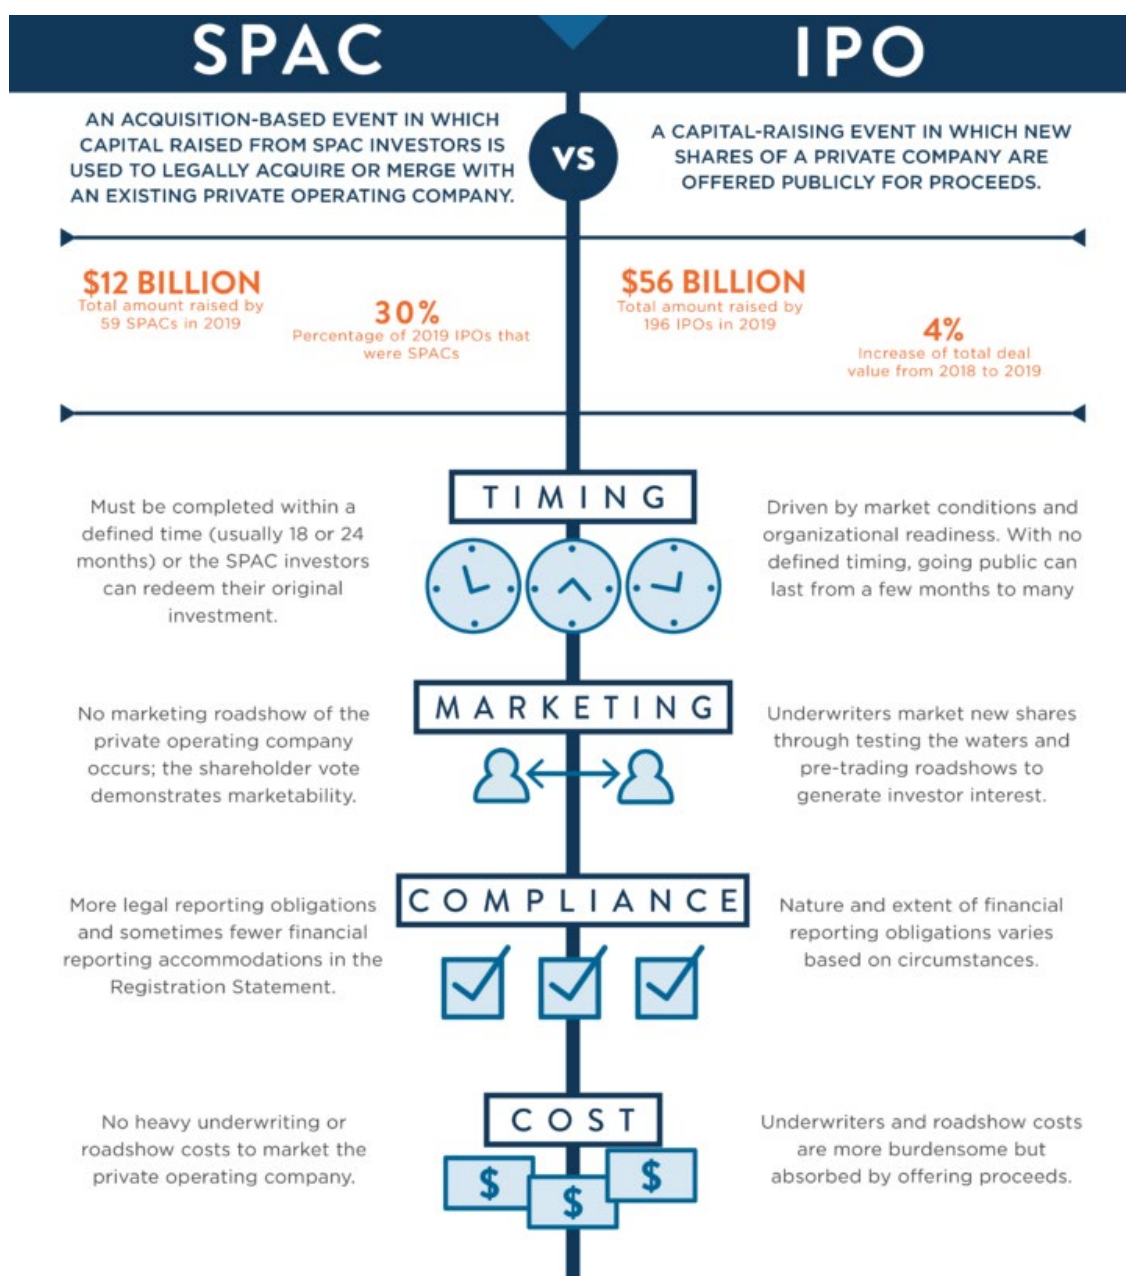 SPAC
IPO
VS
AN ACQUISITION-BASED EVENT IN WHICH
CAPITAL RAISED FROM SPAC INVESTORS IS
USED TO LEGALLY ACQUIRE OR MERGE WITH
AN EXISTING PRIVATE OPERATING COMPANY.
A CAPITAL-RAISING EVENT IN WHICH NEW
SHARES OF A PRIVATE COMPANY ARE
OFFERED PUBLICLY FOR PROCEEDS.
$12 BILLION
Total amount raised by
59 SPACs in 2019
30%
Percentage of 2019 IPOs that
were SPACs
$56 BILLION
Total amount raised by
196 IPOs in 2019
4%
Increase of total deal
value from 2018 to 2019
TIMING
Must be completed within a
defined time (usually 18 or 24
months) or the SPAC investors
can redeem their original
investment.
Driven by market conditions and
organizational readiness. With no
defined timing, going public can
last from a few months to many
MARKETING
No marketing roadshow of the
private operating company
occurs; the shareholder vote
demonstrates marketability.
Underwriters market new shares
through testing the waters and
pre-trading roadshows to
generate investor interest.
COMPLIANCE
More legal reporting obligations
and sometimes fewer financial
reporting accommodations in the
Registration Statement.
Nature and extent of financial
reporting obligations varies
based on circumstances.
COST
No heavy underwriting or
roadshow costs to market the
private operating company.
Underwriters and roadshow costs
are more burdensome but
absorbed by offering proceeds.
$
$
$